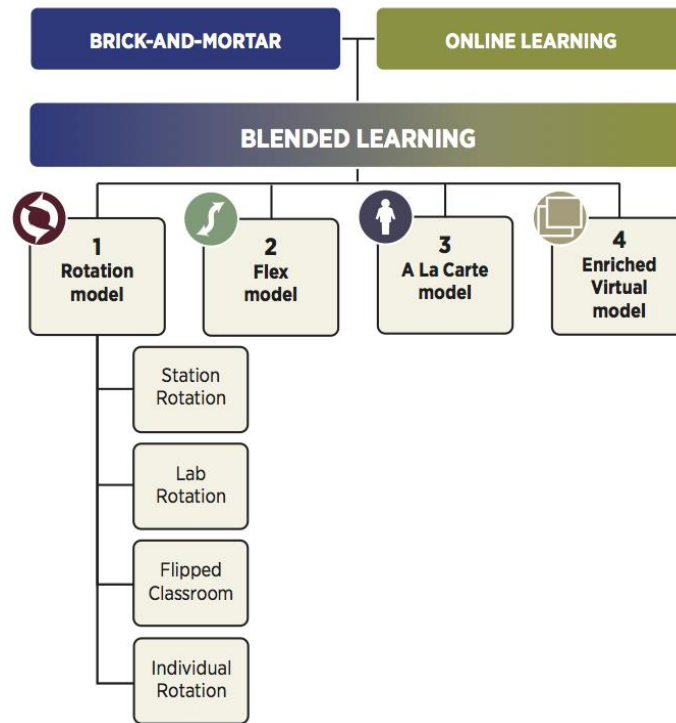 BRICK-AND-MORTAR
ONLINE LEARNING
BLENDED LEARNING
1
Rotation
model
2
Flex
model
3
A La Carte
model
4
Enriched
Virtual
model
Station
Rotation
Lab
Rotation
Flipped
Classroom
Individual
Rotation